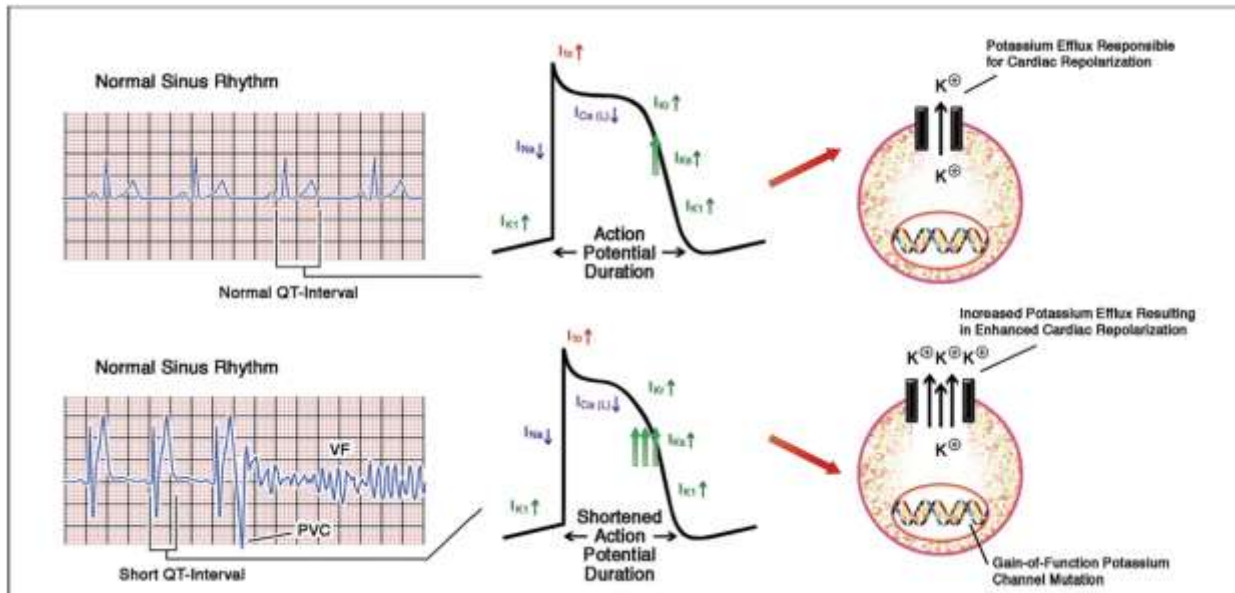 Normal Sinus Rhythm
Normal QT-Interval
Ito↑
ICa (L)↓
IKr↑
INa↓
IKs↑
IK1↑
IK1↑
Action
Potential
Duration
Potassium Efflux Responsible
for Cardiac Repolarization
K⊕
K⊕
Normal Sinus Rhythm
VF
PVC
Short QT-Interval
Ito↑
ICa (L)↓
IKr↑
INa↓
IKs↑
IK1↑
IK1↑
Shortened
Action
Potential
Duration
Increased Potassium Efflux Resulting
in Enhanced Cardiac Repolarization
K⊕ K⊕ K⊕
K⊕
Gain-of-Function Potassium
Channel Mutation